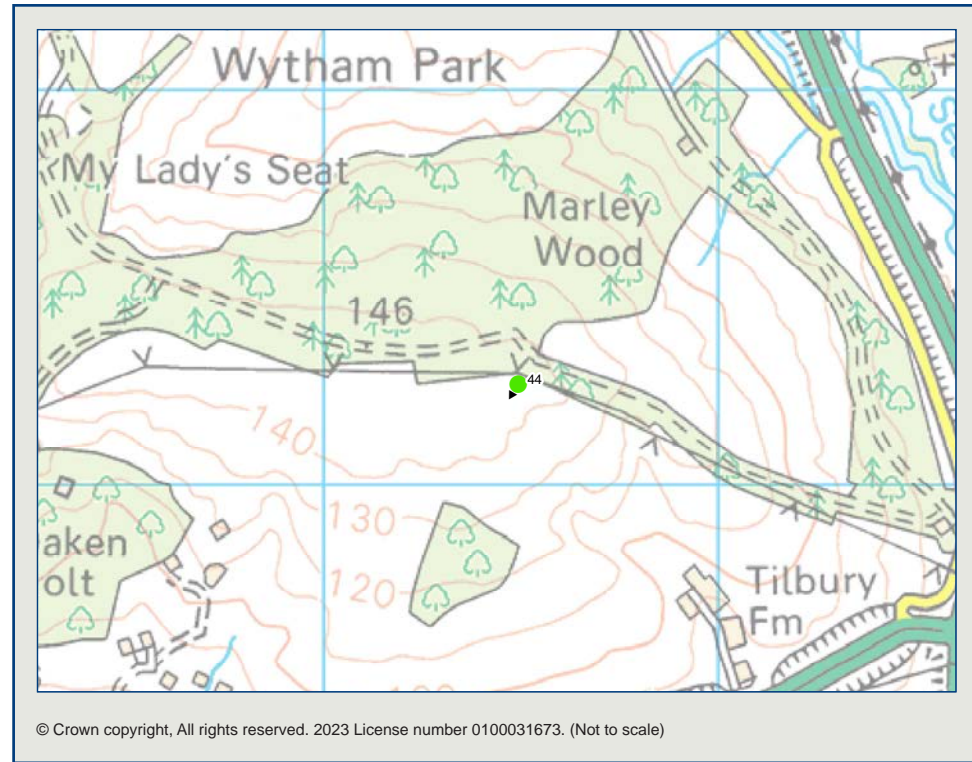 Wytham Park
My Lady's Seat
Marley
Wood
146
44
140
130
120
aken
olt
Tilbury
Fm
© Crown copyright, All rights reserved. 2023 License number 0100031673. (Not to scale)